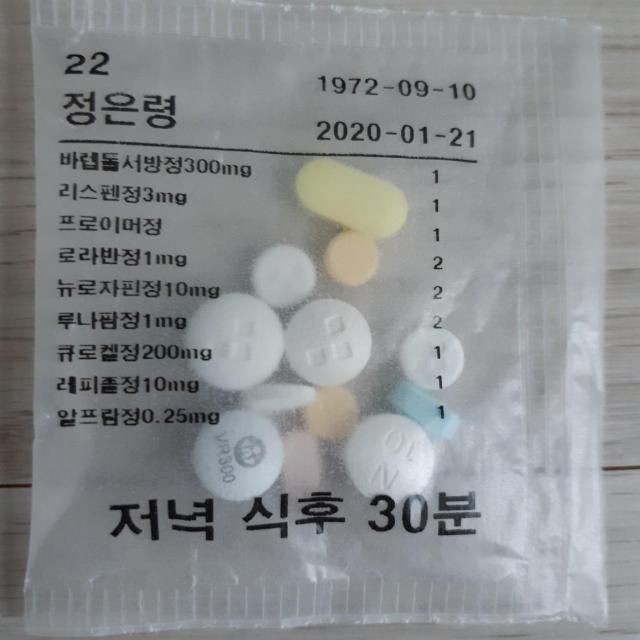 22
1972-09-10
정은령
2020-01-21
바렙톨서방정300mg 1
리스펜정3mg 1
프로이머정 1
로라반정1mg 2
뉴로자핀정10mg 2
루나팜정1mg 2
큐로켈정200mg 1
레피졸정10mg 1
알프람정0.25mg 1
VR300
OL
N
저녁 식후 30분